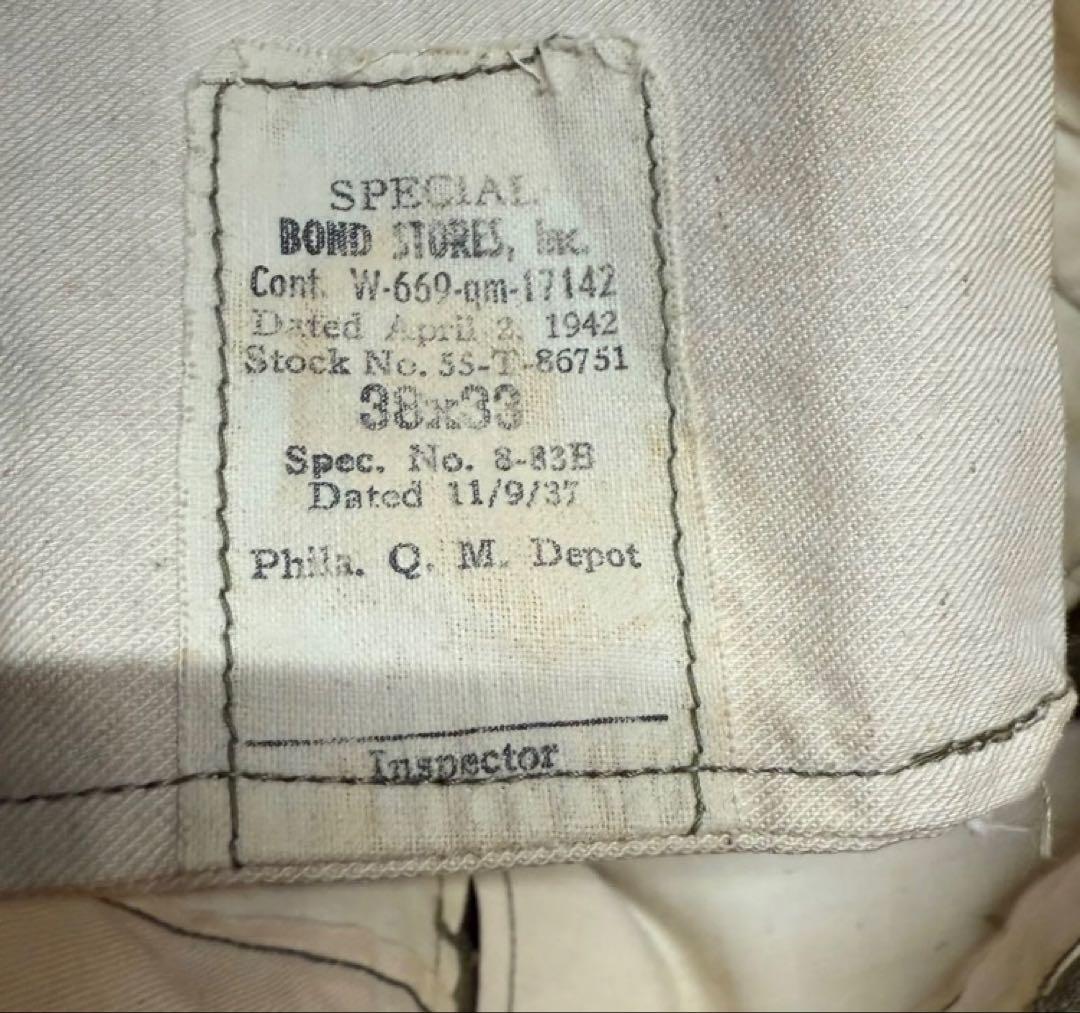 SPECIAL
BOND STORES, Inc.
Cont. W-669-qm-17142
Dated April 2, 1942
Stock No. 55-T-86751
38x33
Spec. No. 8-83B
Dated 11/9/37
Phila. Q. M. Depot
Inspector